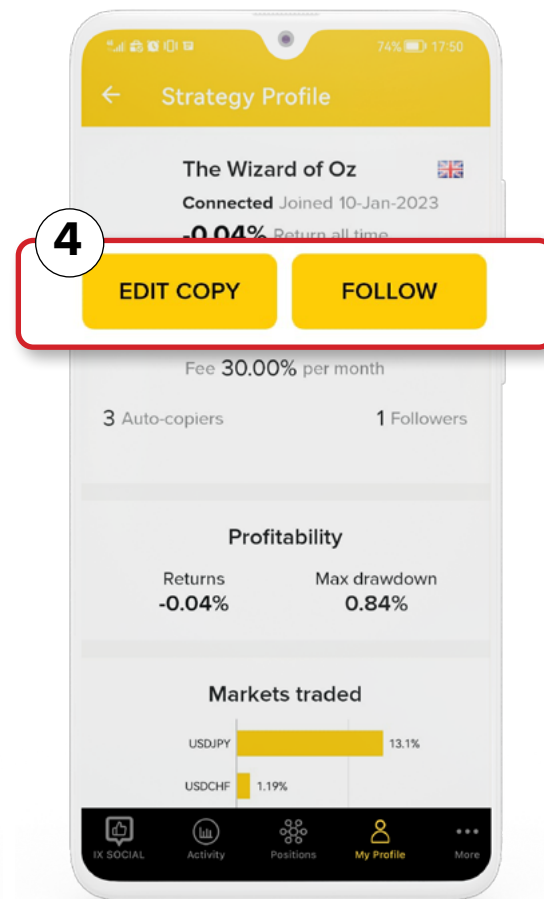 74% 17:50
Strategy Profile
The Wizard of Oz
Connected Joined 10-Jan-2023
-0.04% Return all time
4
EDIT COPY FOLLOW
Fee 30.00% per month
3 Auto-copiers 1 Followers
Profitability
Returns Max drawdown
-0.04% 0.84%
Markets traded
USDJPY 13.1%
USDCHF 1.19%
IX SOCIAL Activity Positions My Profile More